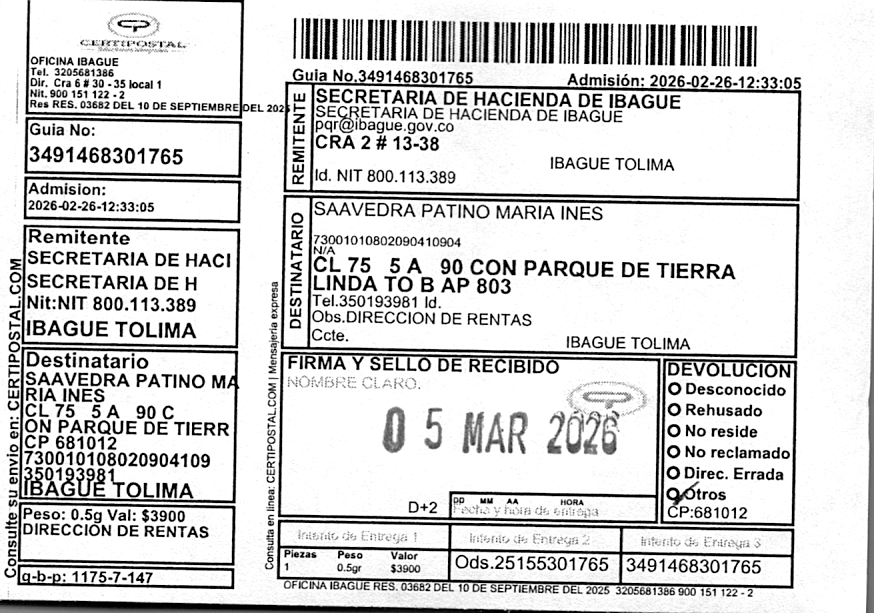 CERTIPOSTAL
OFICINA IBAGUE
Tel. 3205681386
Dir. Cra 6 # 30 - 35 local 1
Nit. 900 151 122 - 2
Res RES. 03682 DEL 10 DE SEPTIEMBRE DEL 2025
Guia No:
3491468301765
Admision:
2026-02-26-12:33:05
Remitente
SECRETARIA DE HACI
SECRETARIA DE H
Nit:NIT 800.113.389
IBAGUE TOLIMA
Destinatario
SAAVEDRA PATINO MA
RIA INES
CL 75 5 A 90 C
ON PARQUE DE TIERR
CP 681012
730010108020904109
350193981
IBAGUE TOLIMA
Peso: 0.5g Val: $3900
DIRECCION DE RENTAS
q-b-p: 1175-7-147
Consulte su envio en: CERTIPOSTAL.COM
Guia No.3491468301765
Admisión: 2026-02-26-12:33:05
REMITENTE
SECRETARIA DE HACIENDA DE IBAGUE
SECRETARIA DE HACIENDA DE IBAGUE
pqr@ibague.gov.co
CRA 2 # 13-38
IBAGUE TOLIMA
Id. NIT 800.113.389
DESTINATARIO
SAAVEDRA PATINO MARIA INES
73001010802090410904
N/A
CL 75 5 A 90 CON PARQUE DE TIERRA
LINDA TO B AP 803
Tel.350193981 Id.
Obs.DIRECCION DE RENTAS
Ccte.
IBAGUE TOLIMA
Consulta en linea: CERTIPOSTAL.COM | Mensajeria expresa
FIRMA Y SELLO DE RECIBIDO
NOMBRE CLARO.
0 5 MAR 2026
D+2
DD MM AA HORA
Fecha y hora de entrega
DEVOLUCION
Desconocido
Rehusado
No reside
No reclamado
Direc. Errada
Otros
CP:681012
Intento de Entrega 1
Intento de Entrega 2
Intento de Entrega 3
Piezas Peso Valor
1 0.5gr $3900
Ods.25155301765
3491468301765
OFICINA IBAGUE RES. 03682 DEL 10 DE SEPTIEMBRE DEL 2025 3205681386 900 151 122 - 2